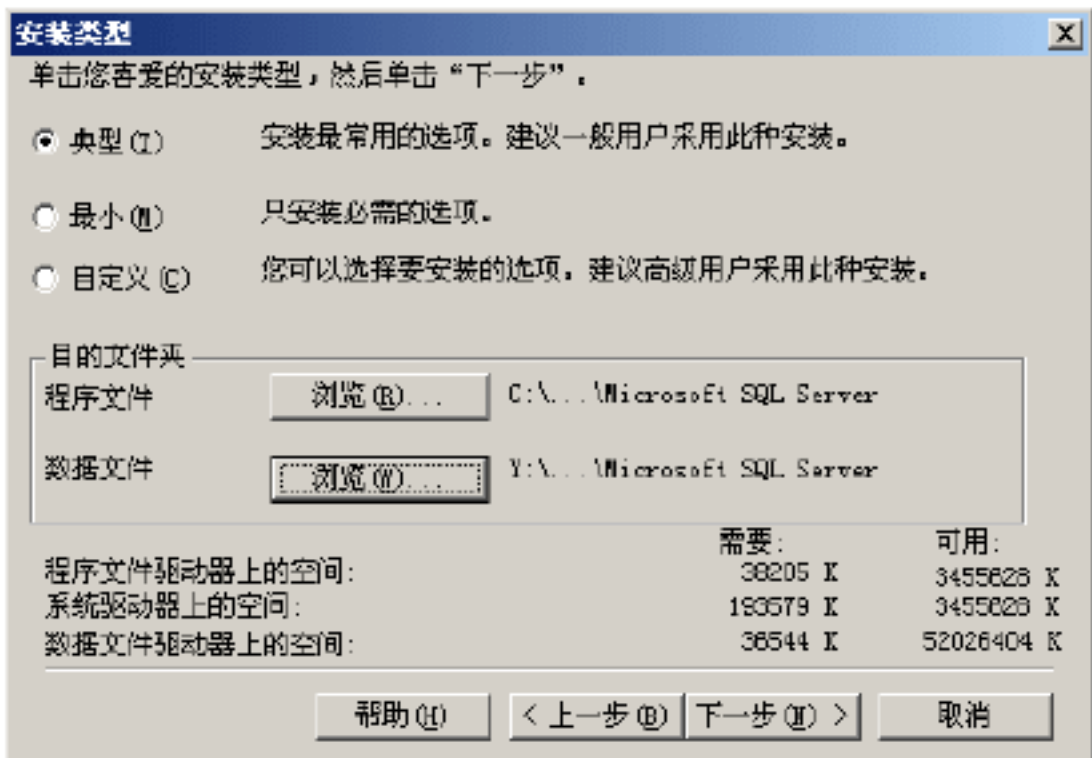 安装类型
单击您喜爱的安装类型，然后单击“下一步”。
典型(T) 安装最常用的选项。建议一般用户采用此种安装。
最小(M) 只安装必需的选项。
自定义(C) 您可以选择要安装的选项。建议高级用户采用此种安装。
目的文件夹
程序文件 浏览(R)... C:\...\Microsoft SQL Server
数据文件 浏览(W)... Y:\...\Microsoft SQL Server
需要: 可用:
程序文件驱动器上的空间: 38205 K 3455828 K
系统驱动器上的空间: 193579 K 3455828 K
数据文件驱动器上的空间: 36544 K 52026404 K
帮助(H) < 上一步(B) 下一步(N) > 取消